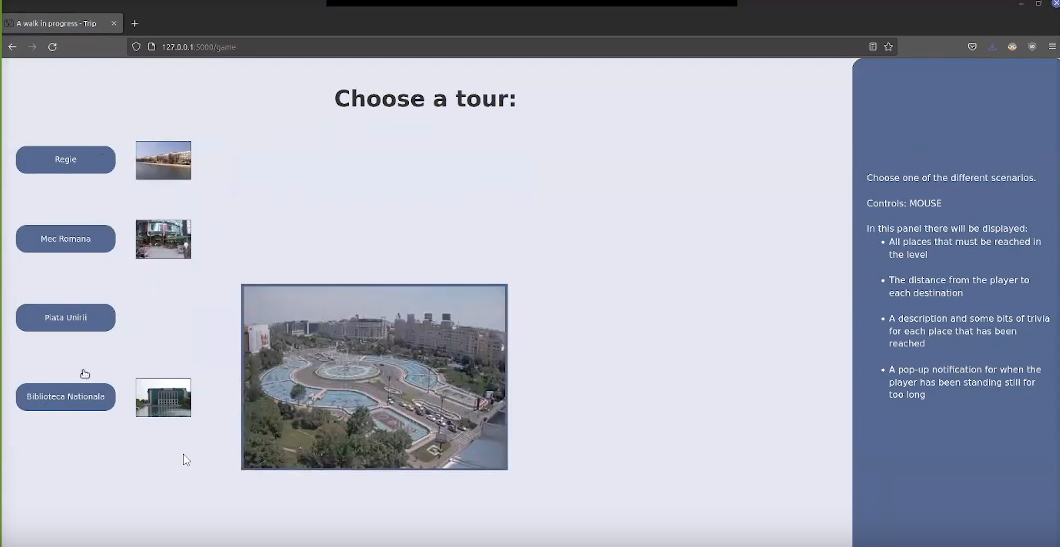 A walk in progress - Trip
127.0.0.1:5000/game
Choose a tour:
Regie
Mec Romana
Piata Unirii
Biblioteca Nationala
Choose one of the different scenarios.
Controls: MOUSE
In this panel there will be displayed:
• All places that must be reached in
the level
• The distance from the player to
each destination
• A description and some bits of trivia
for each place that has been
reached
• A pop-up notification for when the
player has been standing still for
too long